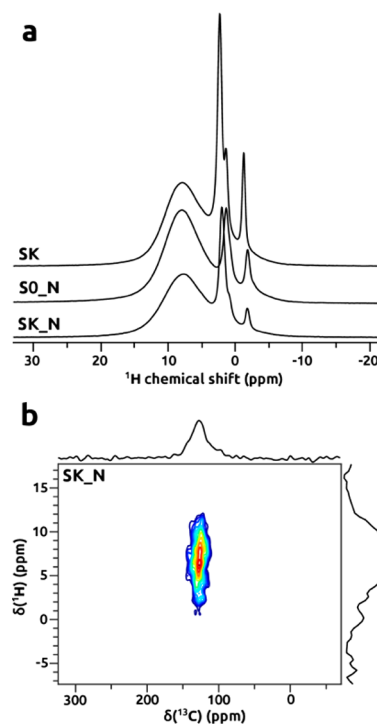 a
SK
S0_N
SK_N
30 20 10 0 -10 -20
¹H chemical shift (ppm)
b
SK_N
15
10
5
0
-5
δ(¹H) (ppm)
300 200 100 0
δ(¹³C) (ppm)